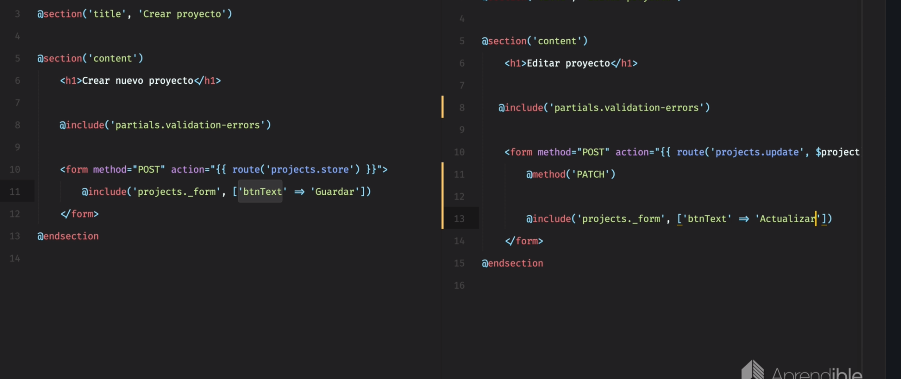 3 @section('title', 'Crear proyecto')
4
5 @section('content')
6 <h1>Crear nuevo proyecto</h1>
7
8 @include('partials.validation-errors')
9
10 <form method="POST" action="{{ route('projects.store') }}">
11 @include('projects._form', ['btnText' => 'Guardar'])
12 </form>
13 @endsection
14
4
5 @section('content')
6 <h1>Editar proyecto</h1>
7
8 @include('partials.validation-errors')
9
10 <form method="POST" action="{{ route('projects.update', $project
11 @method('PATCH')
12
13 @include('projects._form', ['btnText' => 'Actualizar'])
14 </form>
15 @endsection
16
Aprendible